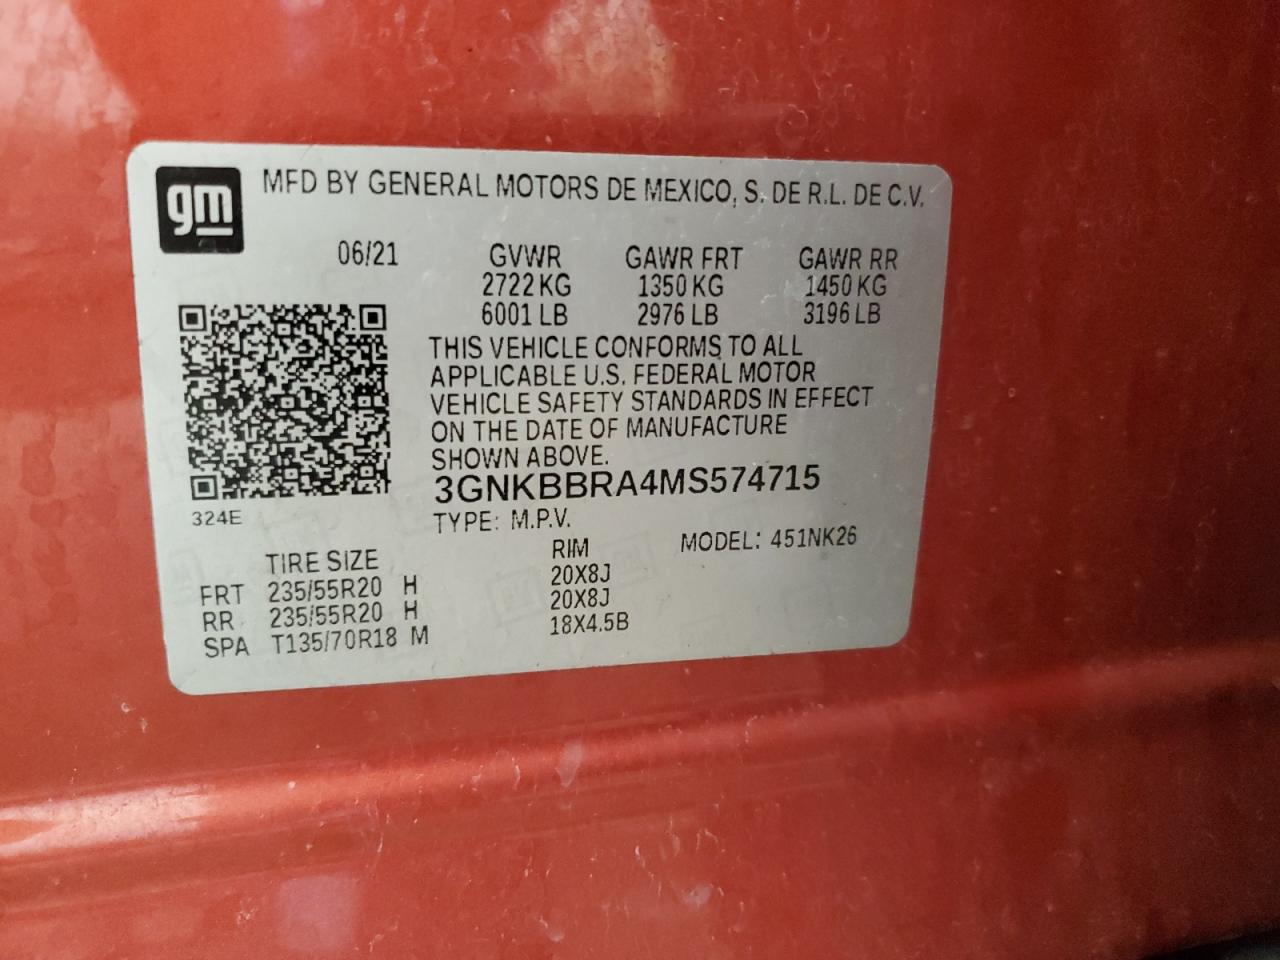 gm
MFD BY GENERAL MOTORS DE MEXICO, S. DE R.L. DE C.V.
06/21 GVWR GAWR FRT GAWR RR
2722 KG 1350 KG 1450 KG
6001 LB 2976 LB 3196 LB
THIS VEHICLE CONFORMS TO ALL
APPLICABLE U.S. FEDERAL MOTOR
VEHICLE SAFETY STANDARDS IN EFFECT
ON THE DATE OF MANUFACTURE
SHOWN ABOVE.
3GNKBBRA4MS574715
324E
TYPE: M.P.V.
MODEL: 451NK26
TIRE SIZE RIM
FRT 235/55R20 H 20X8J
RR 235/55R20 H 20X8J
SPA T135/70R18 M 18X4.5B